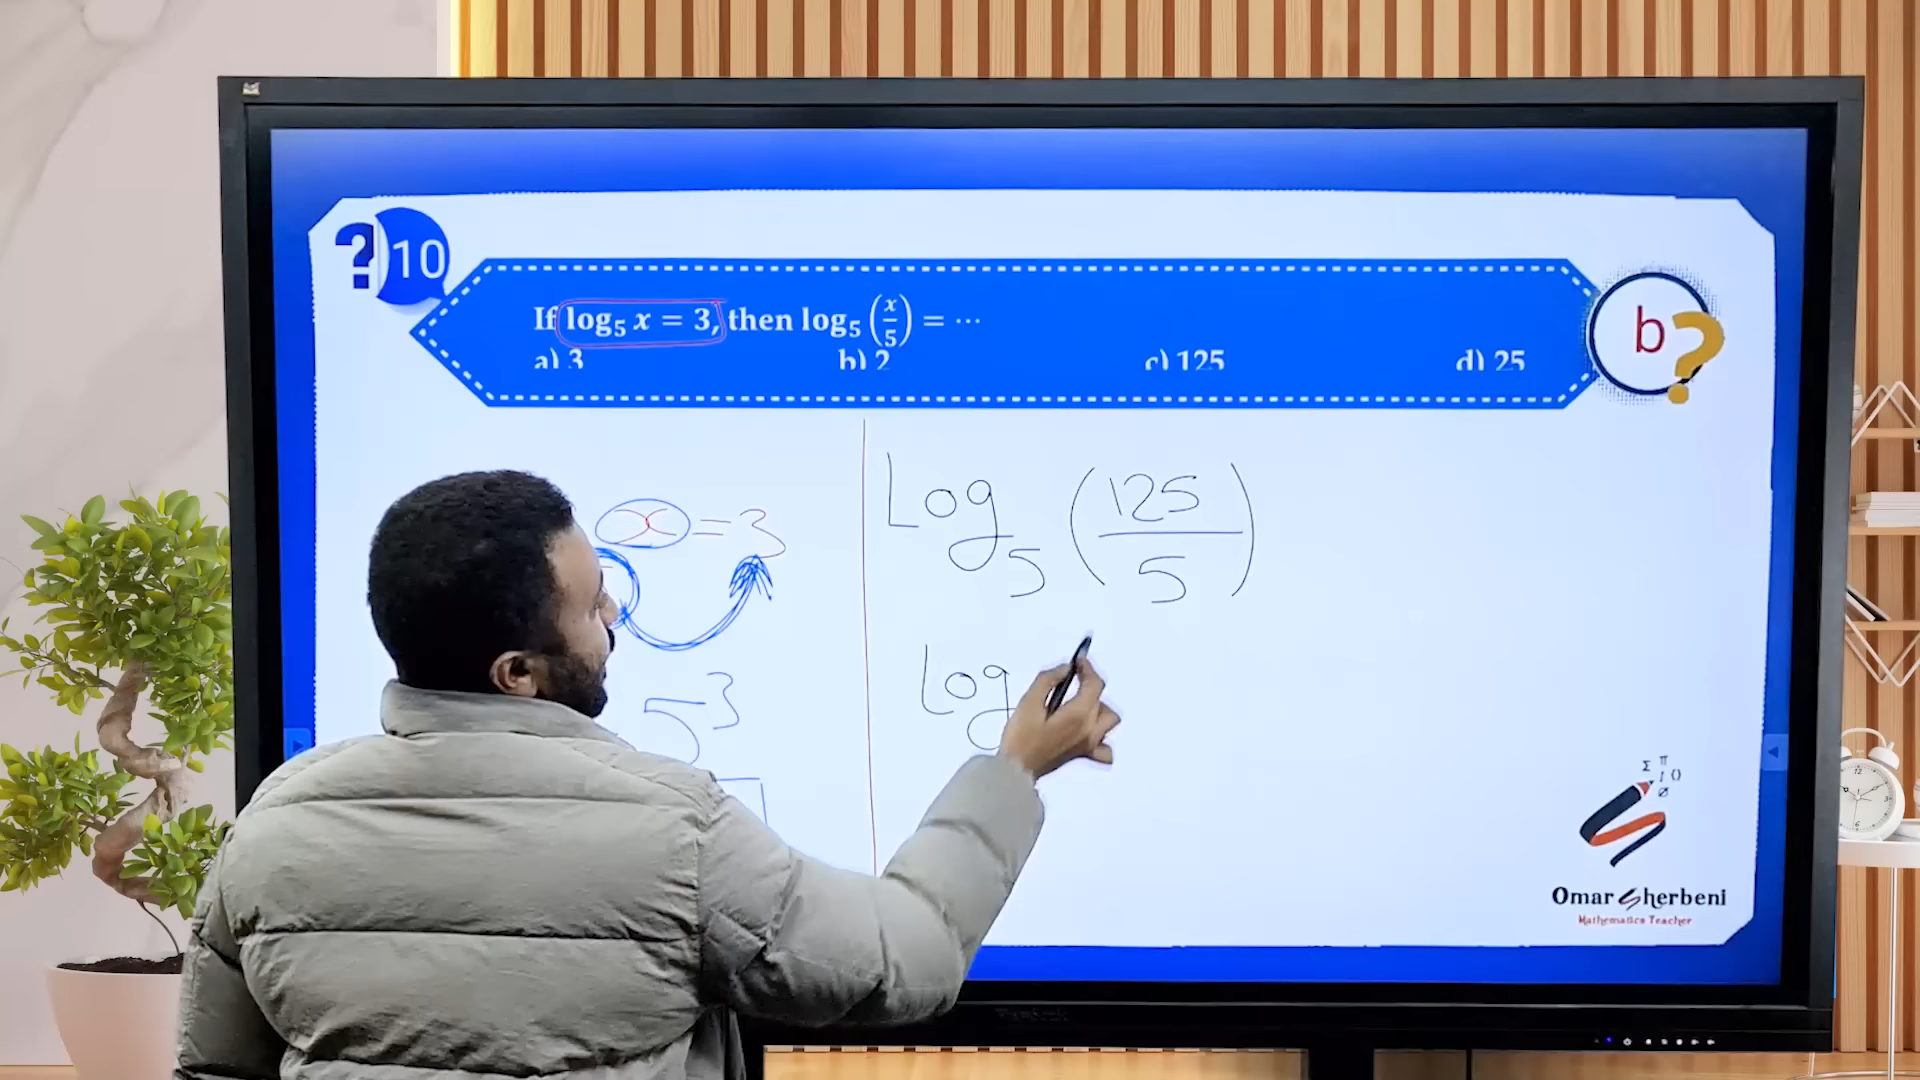 ? 10
If log₅ x = 3, then log₅ (x/5) = ···
a) 3 b) 2 c) 125 d) 25
b ?
x = 3
5³
Log₅ (125/5)
Log
Σ π
Omar Sherbeni
Mathematics Teacher